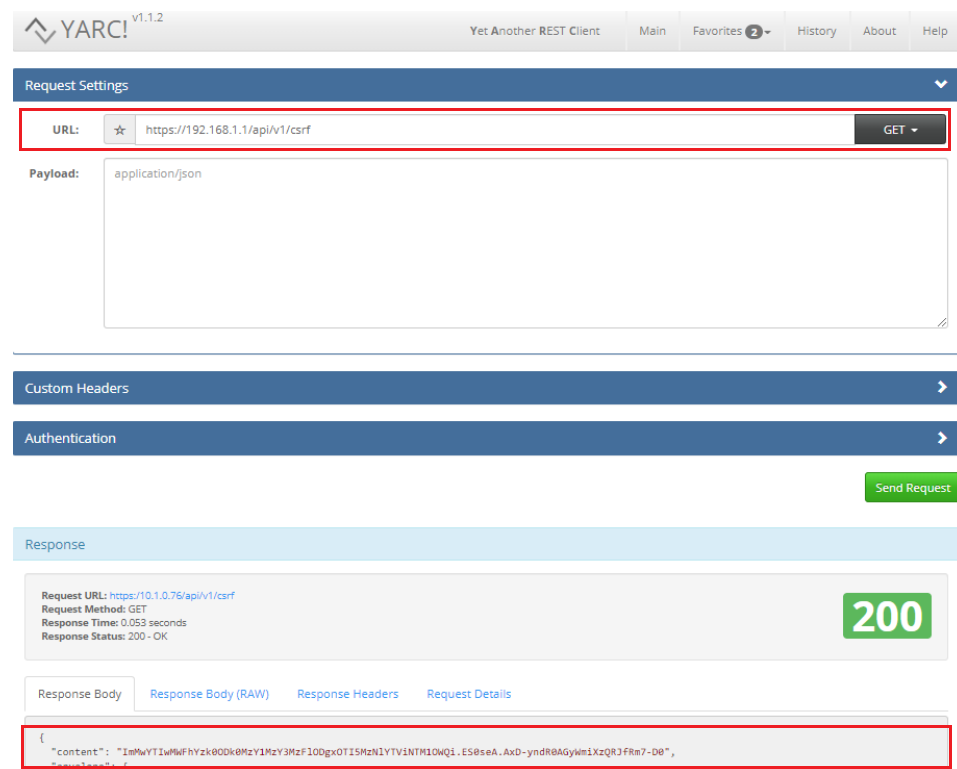 YARC! v1.1.2
Yet Another REST Client
Main
Favorites 2
History
About
Help
Request Settings
URL:
https://192.168.1.1/api/v1/csrf
GET
Payload:
application/json
Custom Headers
Authentication
Send Request
Response
Request URL: https:/10.1.0.76/api/v1/csrf
Request Method: GET
Response Time: 0.053 seconds
Response Status: 200 - OK
200
Response Body
Response Body (RAW)
Response Headers
Request Details
{
"content": "ImMwYTIwMWFhYzk0ODk0MzY1MzY3MzFlODgxOTI5MzNlYTViNTM1OWQi.ES0seA.AxD-yndR0AGyWmiXzQRJfRm7-D0",